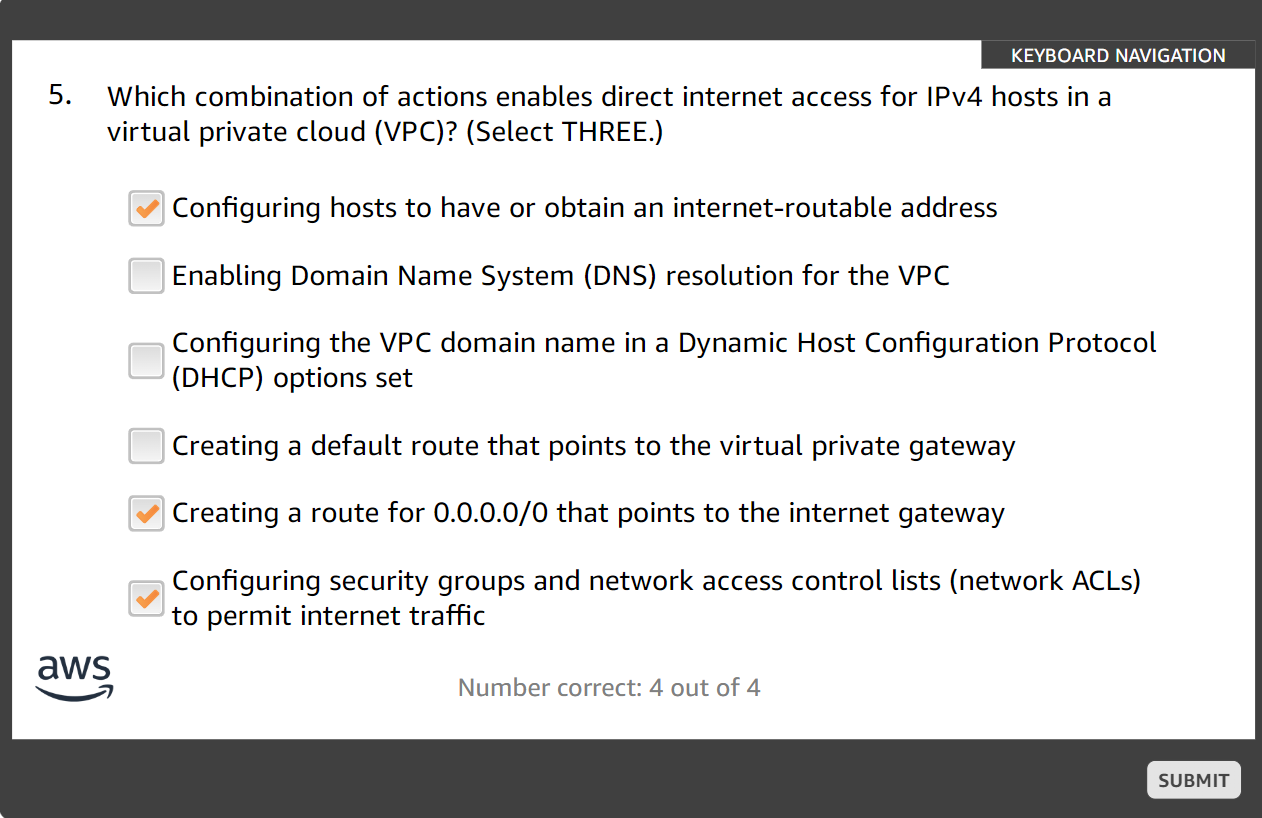 KEYBOARD NAVIGATION
5. Which combination of actions enables direct internet access for IPv4 hosts in a
virtual private cloud (VPC)? (Select THREE.)
Configuring hosts to have or obtain an internet-routable address
Enabling Domain Name System (DNS) resolution for the VPC
Configuring the VPC domain name in a Dynamic Host Configuration Protocol
(DHCP) options set
Creating a default route that points to the virtual private gateway
Creating a route for 0.0.0.0/0 that points to the internet gateway
Configuring security groups and network access control lists (network ACLs)
to permit internet traffic
aws
Number correct: 4 out of 4
SUBMIT